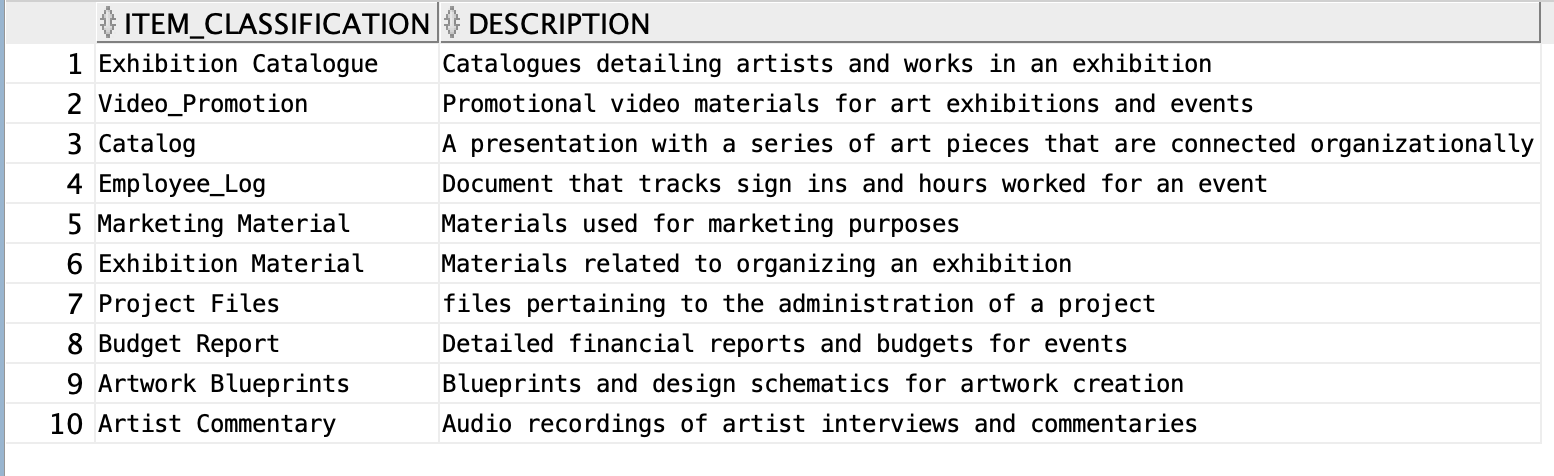 ITEM_CLASSIFICATION DESCRIPTION
1 Exhibition Catalogue Catalogues detailing artists and works in an exhibition
2 Video_Promotion Promotional video materials for art exhibitions and events
3 Catalog A presentation with a series of art pieces that are connected organizationally
4 Employee_Log Document that tracks sign ins and hours worked for an event
5 Marketing Material Materials used for marketing purposes
6 Exhibition Material Materials related to organizing an exhibition
7 Project Files files pertaining to the administration of a project
8 Budget Report Detailed financial reports and budgets for events
9 Artwork Blueprints Blueprints and design schematics for artwork creation
10 Artist Commentary Audio recordings of artist interviews and commentaries